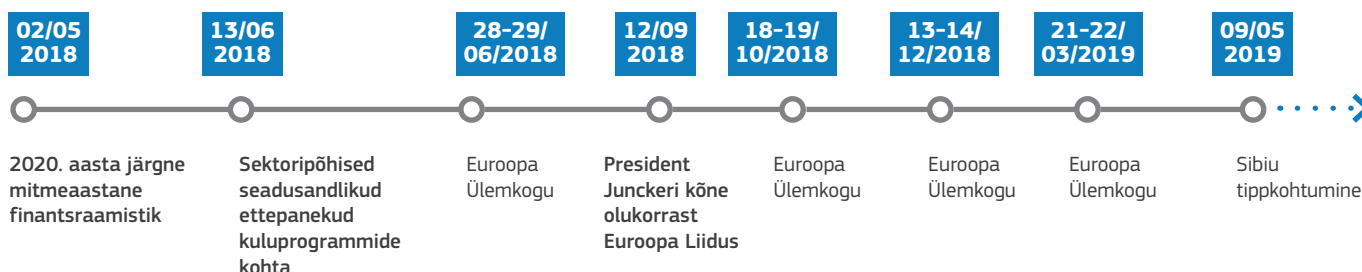 02/05
2018
13/06
2018
28-29/
06/2018
12/09
2018
18-19/
10/2018
13-14/
12/2018
21-22/
03/2019
09/05
2019
2020. aasta järgne
mitmeaastane
finantsraamistik
Sektoripõhised
seadusandlikud
ettepanekud
kuluprogrammide
kohta
Euroopa
Ülemkogu
President
Junckeri kõne
olukorrast
Euroopa Liidus
Euroopa
Ülemkogu
Euroopa
Ülemkogu
Euroopa
Ülemkogu
Sibiu
tippkohtumine